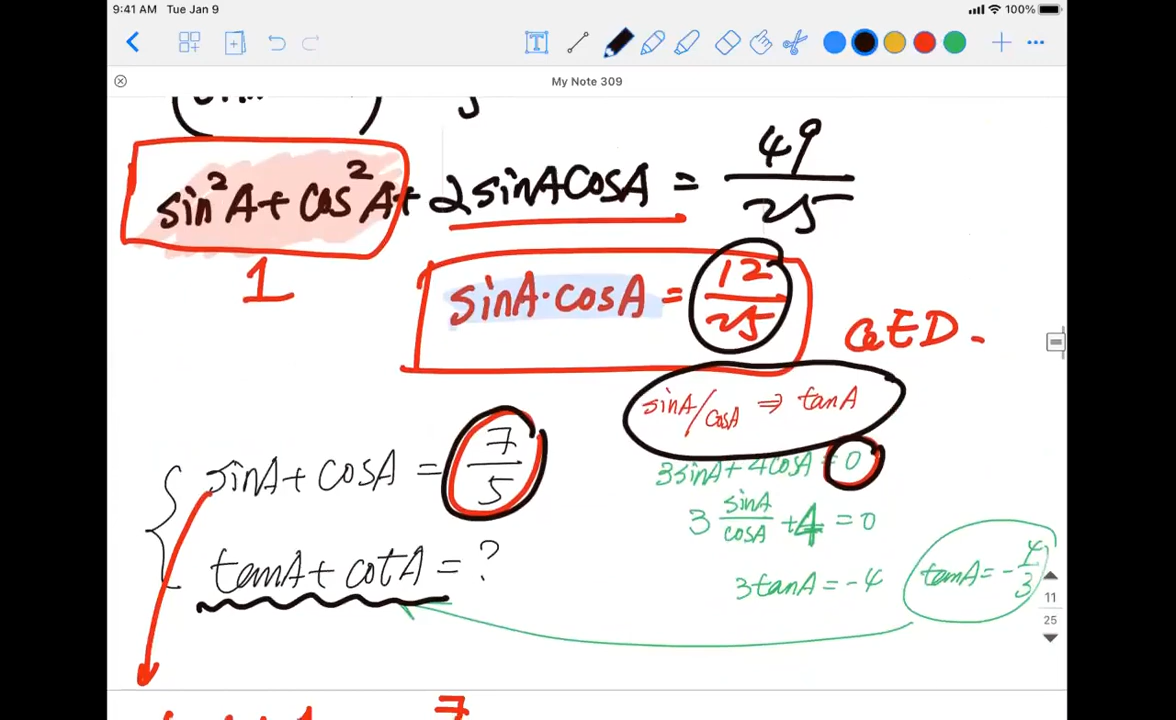 9:41 AM Tue Jan 9
100%
My Note 309
sin²A + cos²A + 2sinAcosA = 49/25
1
sinA·cosA = 12/25
QED.
sinA/cosA ⇒ tanA
sinA + cosA = 7/5
3sinA + 4cosA = 0
3 sinA/cosA + 4 = 0
tanA + cotA = ?
3tanA = -4
tanA = -4/3
11
25
7